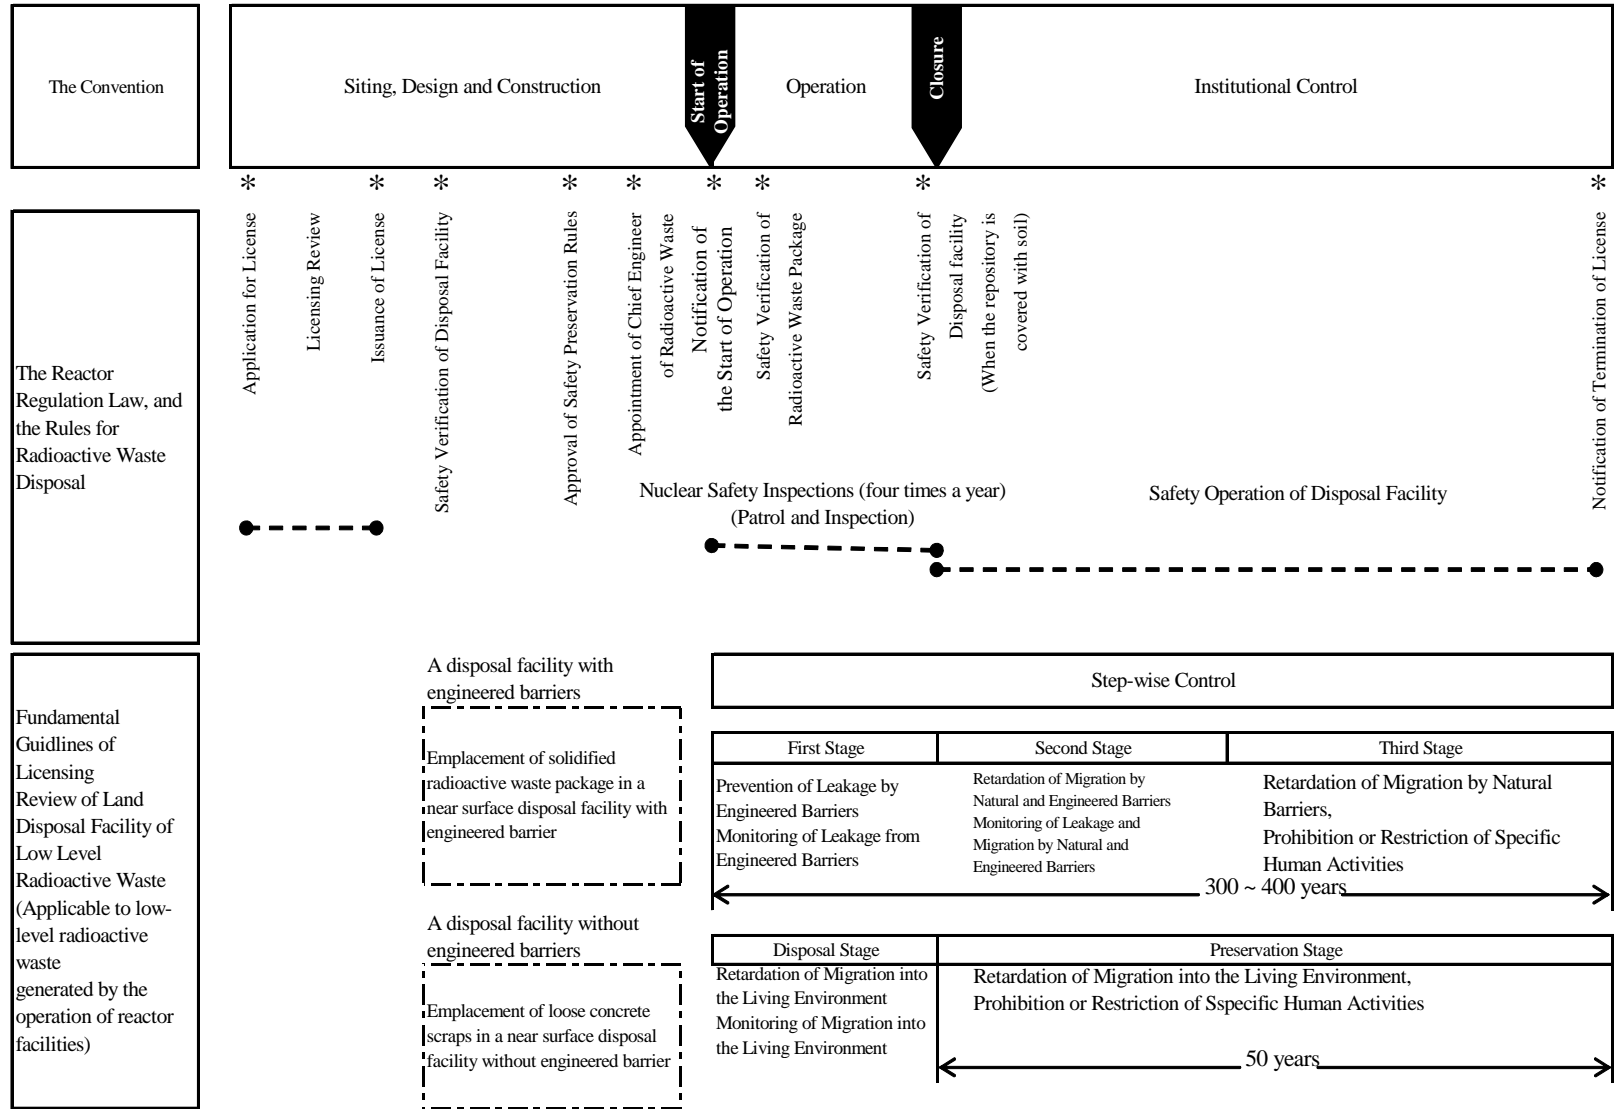 The Convention
Siting, Design and Construction
Start of
Operation
Operation
Closure
Institutional Control
* * * * * * * * *
The Reactor
Regulation Law, and
the Rules for
Radioactive Waste
Disposal
Application for License
Licensing Review
Issuance of License
Safety Verification of Disposal Facility
Approval of Safety Preservation Rules
Appointment of Chief Engineer
of Radioactive Waste
Notification of
the Start of Operation
Safety Verification of
Radioactive Waste Package
Safety Verification of
Disposal facility
(When the repository is
covered with soil)
Notification of Termination of License
Nuclear Safety Inspections (four times a year)
(Patrol and Inspection)
Safety Operation of Disposal Facility
Fundamental
Guidlines of
Licensing
Review of Land
Disposal Facility of
Low Level
Radioactive Waste
(Applicable to low-
level radioactive
waste
generated by the
operation of reactor
facilities)
A disposal facility with
engineered barriers
Emplacement of solidified
radioactive waste package in a
near surface disposal facility with
engineered barrier
Step-wise Control
First Stage
Second Stage
Third Stage
Prevention of Leakage by
Engineered Barriers
Monitoring of Leakage from
Engineered Barriers
Retardation of Migration by
Natural and Engineered Barriers
Monitoring of Leakage and
Migration by Natural and
Engineered Barriers
Retardation of Migration by Natural
Barriers,
Prohibition or Restriction of Specific
Human Activities
300 ~ 400 years
A disposal facility without
engineered barriers
Emplacement of loose concrete
scraps in a near surface disposal
facility without engineered barrier
Disposal Stage
Preservation Stage
Retardation of Migration into
the Living Environment
Monitoring of Migration into
the Living Environment
Retardation of Migration into the Living Environment,
Prohibition or Restriction of Sspecific Human Activities
50 years